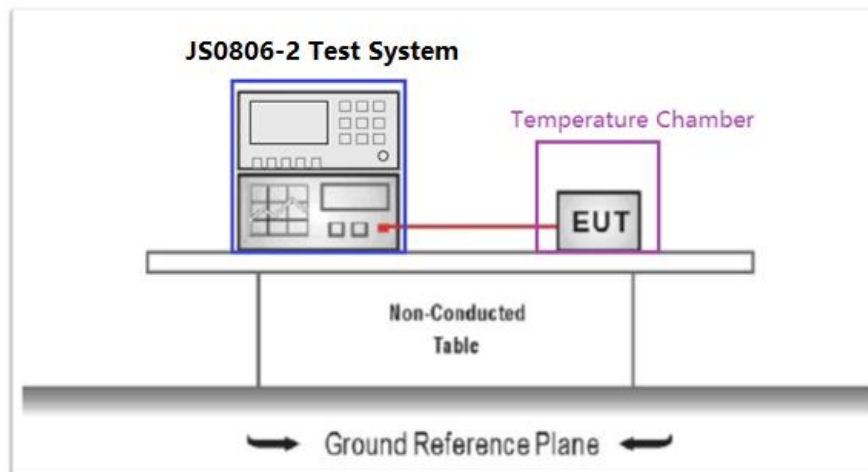 JS0806-2 Test System
Temperature Chamber
EUT
Non-Conducted
Table
Ground Reference Plane